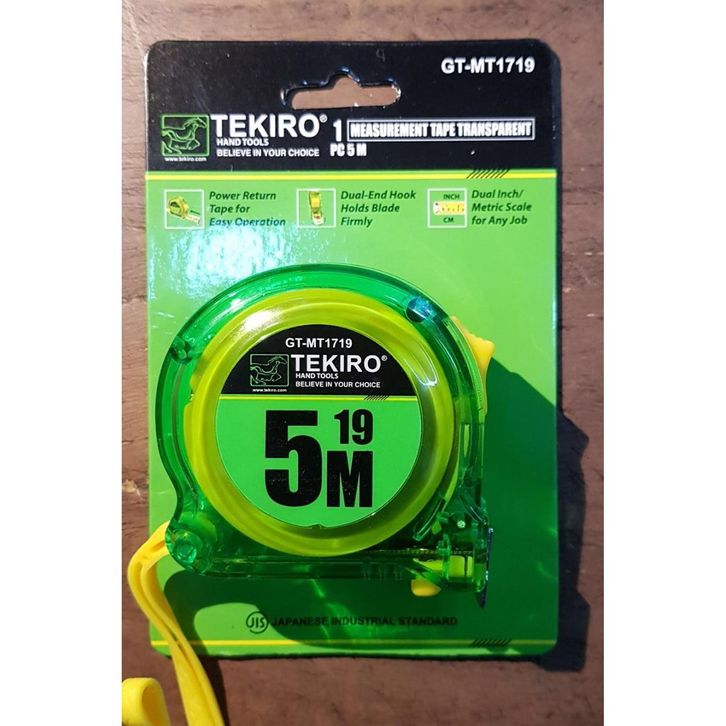 GT-MT1719
TEKIRO®
HAND TOOLS
BELIEVE IN YOUR CHOICE
www.tekiro.com
1
PC 5 M
MEASUREMENT TAPE TRANSPARENT
Power Return
Tape for
Easy Operation
Dual-End Hook
Holds Blade
Firmly
INCH
CM
Dual Inch/
Metric Scale
for Any Job
GT-MT1719
TEKIRO®
HAND TOOLS
BELIEVE IN YOUR CHOICE
www.tekiro.com
5 19
M
JIS JAPANESE INDUSTRIAL STANDARD